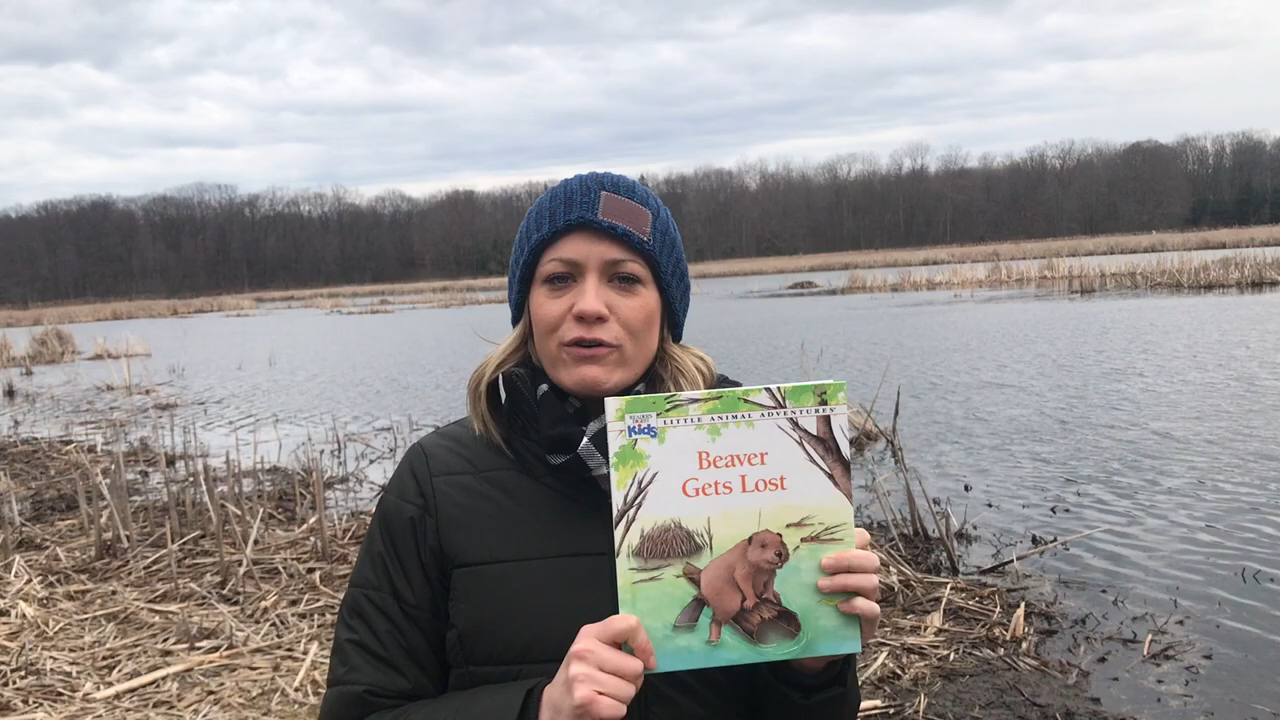 READER'S
DIGEST
Kids
LITTLE ANIMAL ADVENTURES
Beaver
Gets Lost